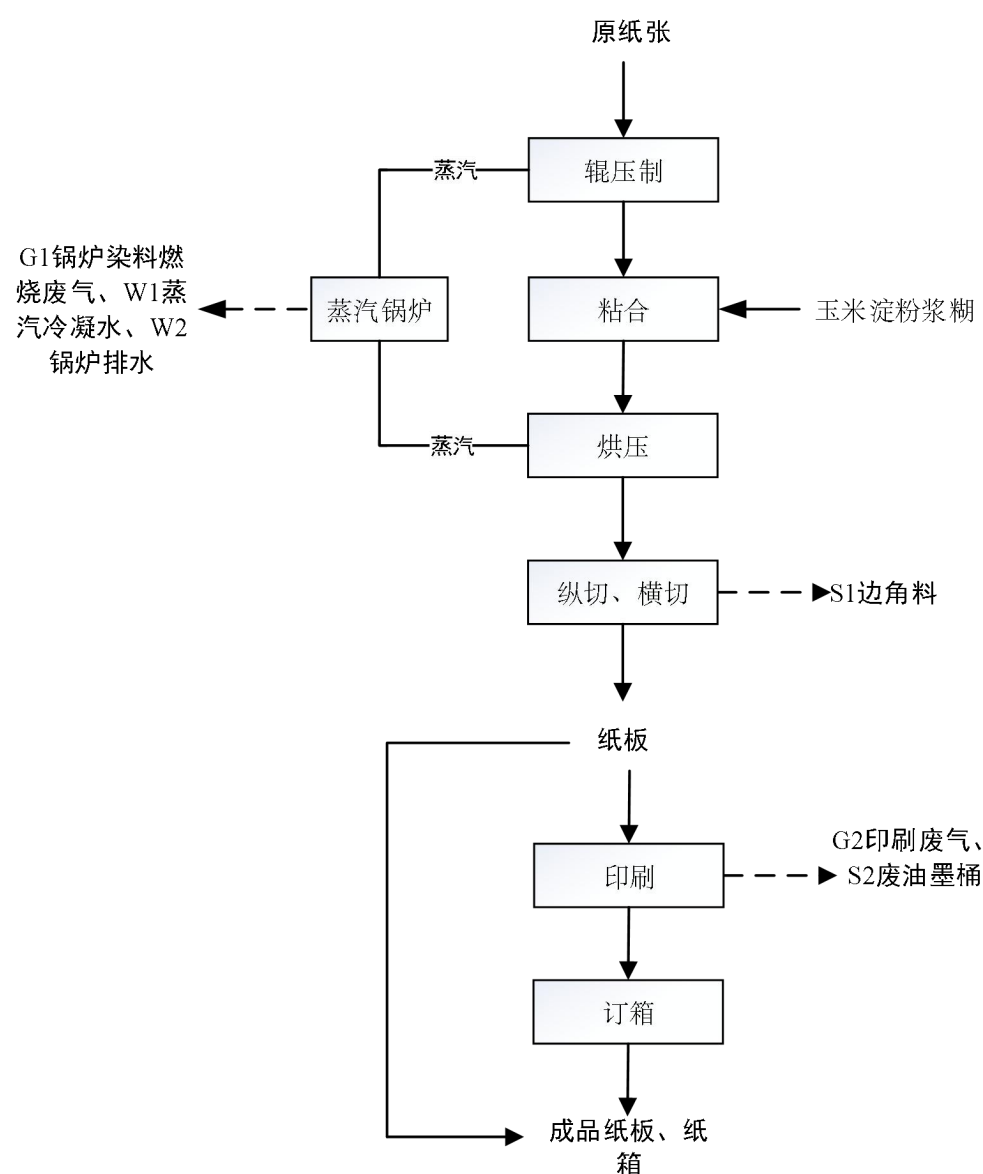 原纸张
蒸汽
辊压制
G1锅炉染料燃
烧废气、W1蒸
汽冷凝水、W2
锅炉排水
蒸汽锅炉
粘合
玉米淀粉浆糊
蒸汽
烘压
纵切、横切
S1边角料
纸板
印刷
G2印刷废气、
S2废油墨桶
订箱
成品纸板、纸
箱